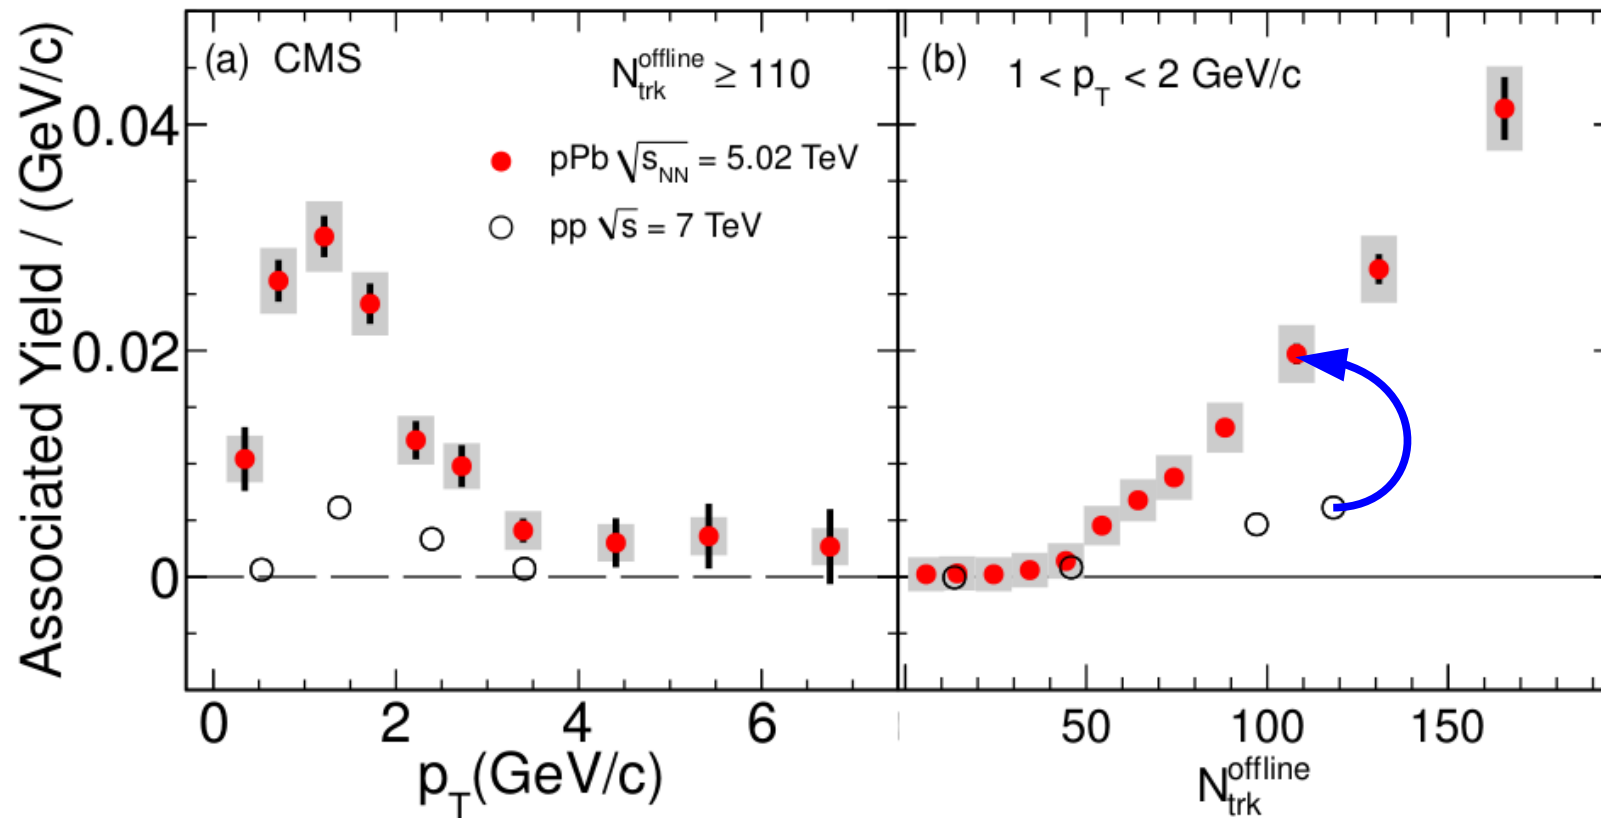 Associated Yield / (GeV/c)
0.04
0.02
0
(a) CMS
N_trk^offline ≥ 110
pPb √s_NN = 5.02 TeV
pp √s = 7 TeV
0 2 4 6
p_T(GeV/c)
(b) 1 < p_T < 2 GeV/c
50 100 150
N_trk^offline